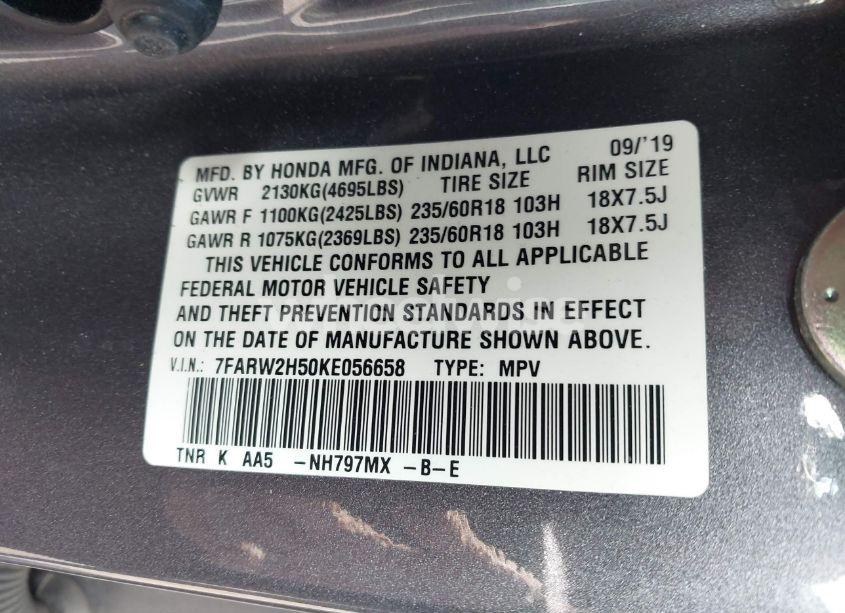 MFD. BY HONDA MFG. OF INDIANA, LLC 09/'19
GVWR 2130KG(4695LBS) TIRE SIZE RIM SIZE
GAWR F 1100KG(2425LBS) 235/60R18 103H 18X7.5J
GAWR R 1075KG(2369LBS) 235/60R18 103H 18X7.5J
THIS VEHICLE CONFORMS TO ALL APPLICABLE
FEDERAL MOTOR VEHICLE SAFETY
AND THEFT PREVENTION STANDARDS IN EFFECT
ON THE DATE OF MANUFACTURE SHOWN ABOVE.
V.I.N.: 7FARW2H50KE056658 TYPE: MPV
TNR K AA5 -NH797MX -B-E